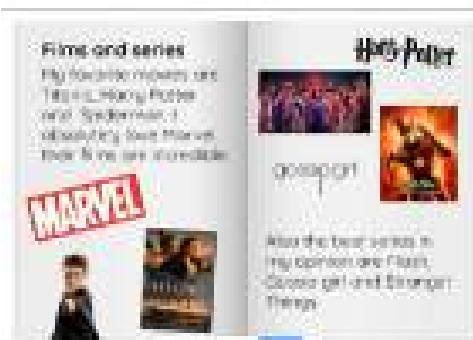 Films and series
My favorite movies are
Titanic, Harry Potter
and Spiderman. I
absolutely love Marvel
their films are incredible
MARVEL
Harry Potter
gossip girl
Also the best series in
my opinion are Flash,
Gossip girl and Stranger
Things